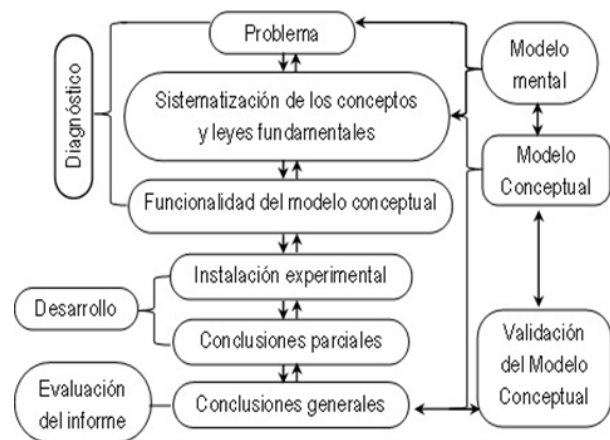 Problema
Modelo
mental
Diagnóstico
Sistematización de los conceptos
y leyes fundamentales
Modelo
Conceptual
Funcionalidad del modelo conceptual
Instalación experimental
Desarrollo
Conclusiones parciales
Validación
del Modelo
Conceptual
Evaluación
del informe
Conclusiones generales